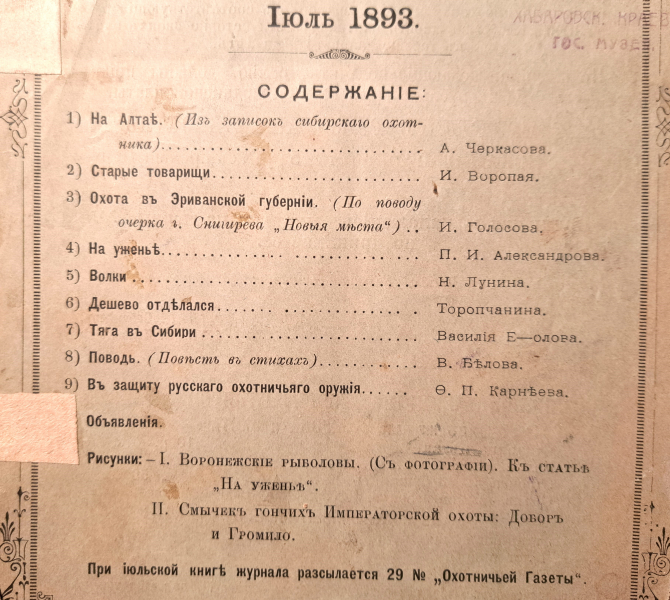 Іюль 1893.
ХАБАРОВСК. КРАЕВ
ГОС. МУЗЕ
СОДЕРЖАНІЕ:
1) На Алтаѣ. (Изъ записокъ сибирскаго охот-
ника)........................ А. Черкасова.
2) Старые товарищи........................ И. Воропая.
3) Охота въ Эриванской губерніи. (По поводу
очерка г. Снигирева „Новыя мѣста“) .. И. Голосова.
4) На уженьѣ........................ П. И. Александрова.
5) Волки........................ Н. Лунина.
6) Дешево отдѣлался........................ Торопчанина.
7) Тяга въ Сибири........................ Василія Е—олова.
8) Поводь. (Повѣсть въ стихахъ)............ В. Бѣлова.
9) Въ защиту русскаго охотничьяго оружія...... Ѳ. П. Карнѣева.
Объявленія.
Рисунки: – I. Воронежскіе рыболовы. (Съ фотографіи). Къ статьѣ
„На уженьѣ“.
II. Смычекъ гончихъ Императорской охоты: Доборъ
и Громило.
При іюльской книгѣ журнала разсылается 29 № „Охотничьей Газеты“.